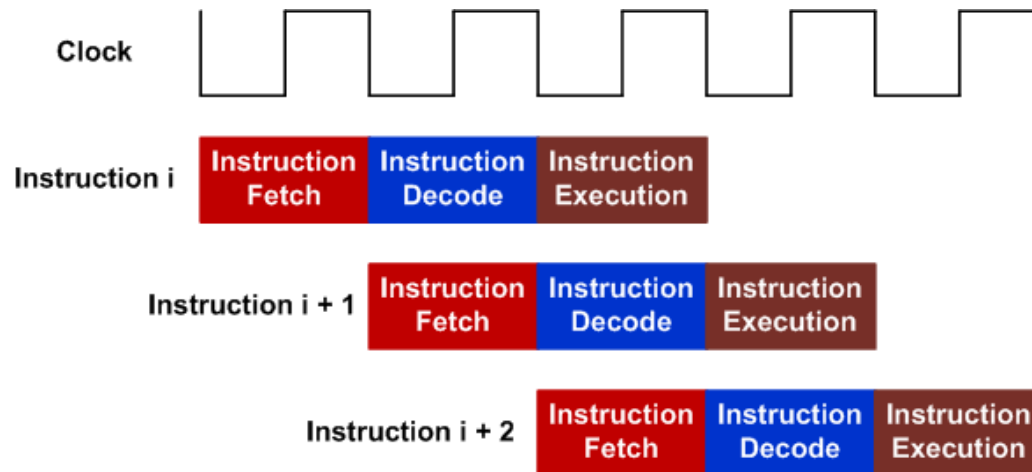 Clock
Instruction i
Instruction
Fetch
Instruction
Decode
Instruction
Execution
Instruction i + 1
Instruction
Fetch
Instruction
Decode
Instruction
Execution
Instruction i + 2
Instruction
Fetch
Instruction
Decode
Instruction
Execution